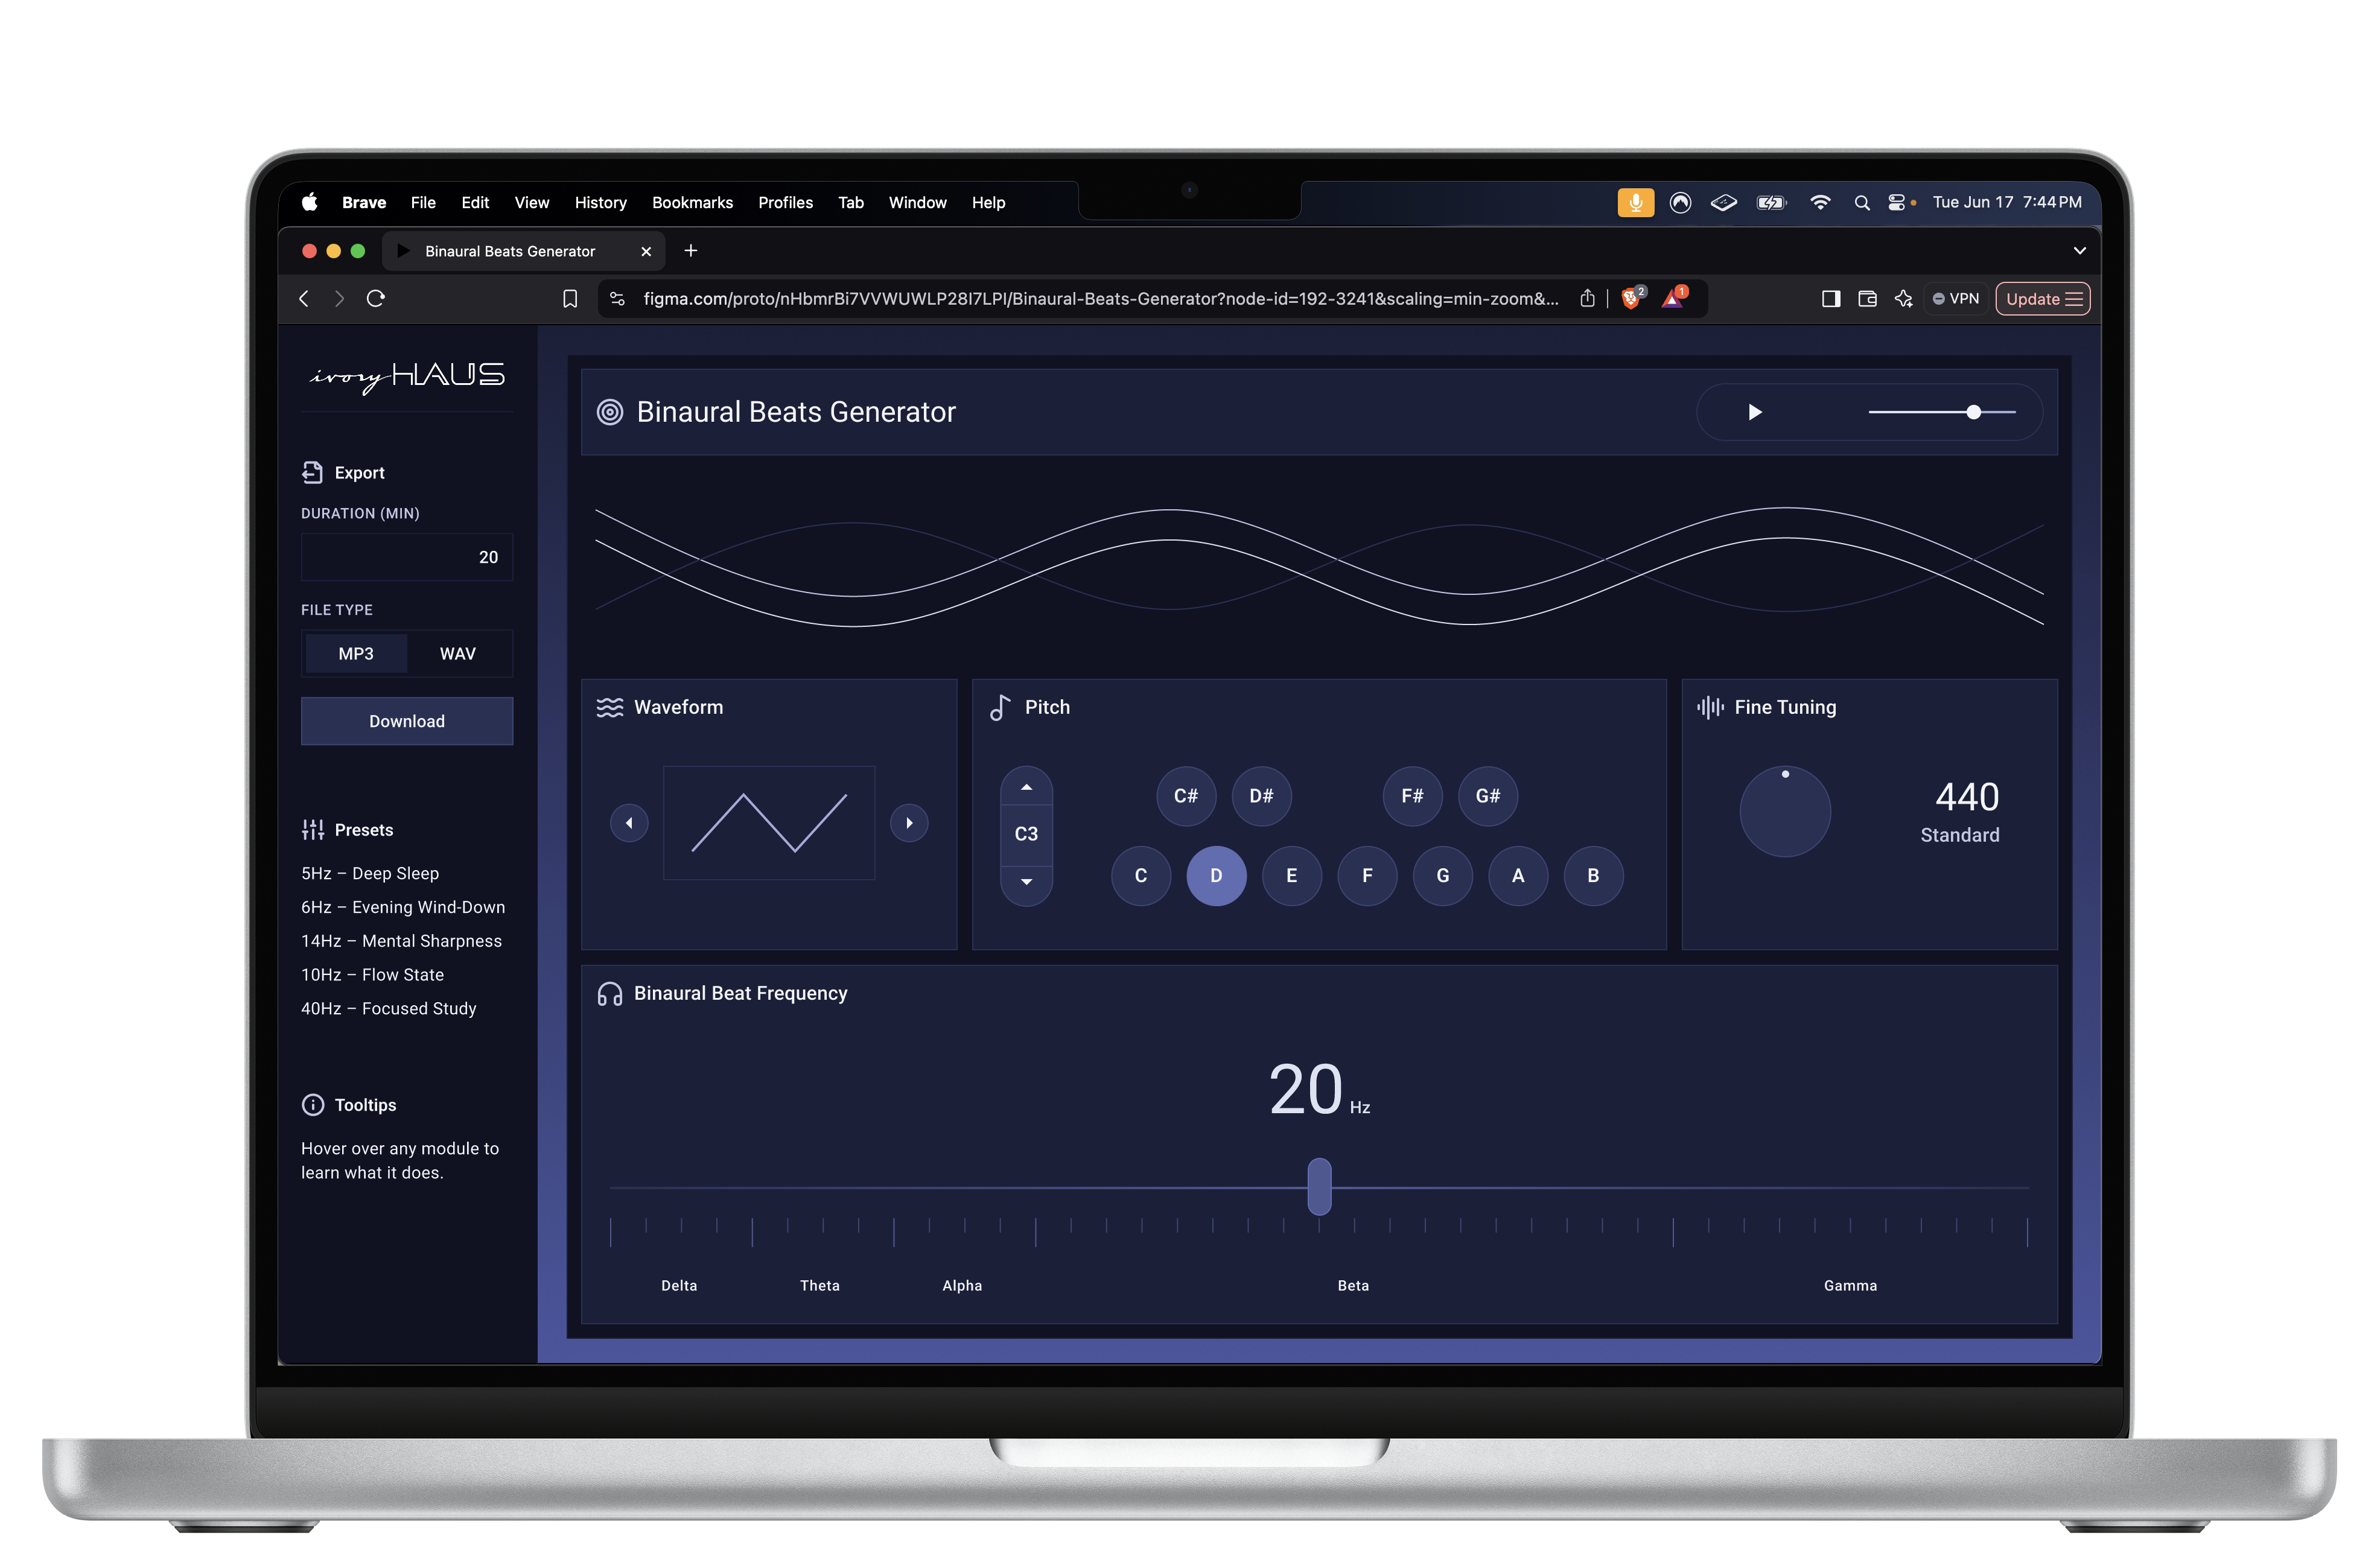 Brave File Edit View History Bookmarks Profiles Tab Window Help Tue Jun 17 7:44 PM
Binaural Beats Generator
figma.com/proto/nHbmrBi7VVWUWLP28I7LPI/Binaural-Beats-Generator?node-id=192-3241&scaling=min-zoom&... 2 1 VPN Update
ivory HAUS
Export
DURATION (MIN)
20
FILE TYPE
MP3 WAV
Download
Presets
5Hz – Deep Sleep
6Hz – Evening Wind-Down
14Hz – Mental Sharpness
10Hz – Flow State
40Hz – Focused Study
Tooltips
Hover over any module to
learn what it does.
Binaural Beats Generator
Waveform
Pitch
C3
C# D# F# G#
C D E F G A B
Fine Tuning
440
Standard
Binaural Beat Frequency
20 Hz
Delta Theta Alpha Beta Gamma